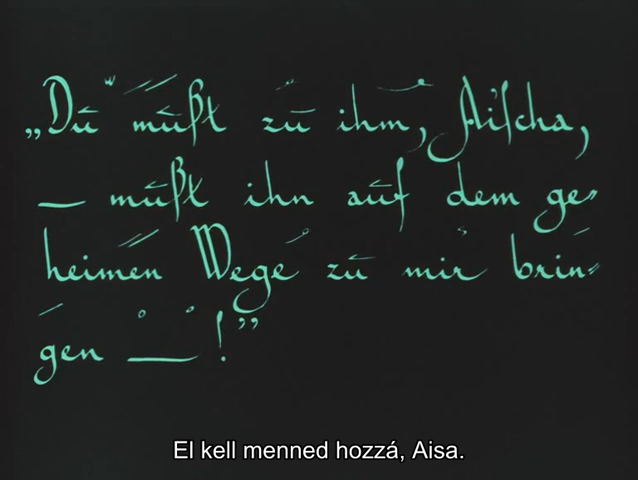 „Du mußt zu ihm, Aischa,
— mußt ihn auf dem ge-
heimen Wege zu mir brin-
gen — !”
El kell menned hozzá, Aisa.